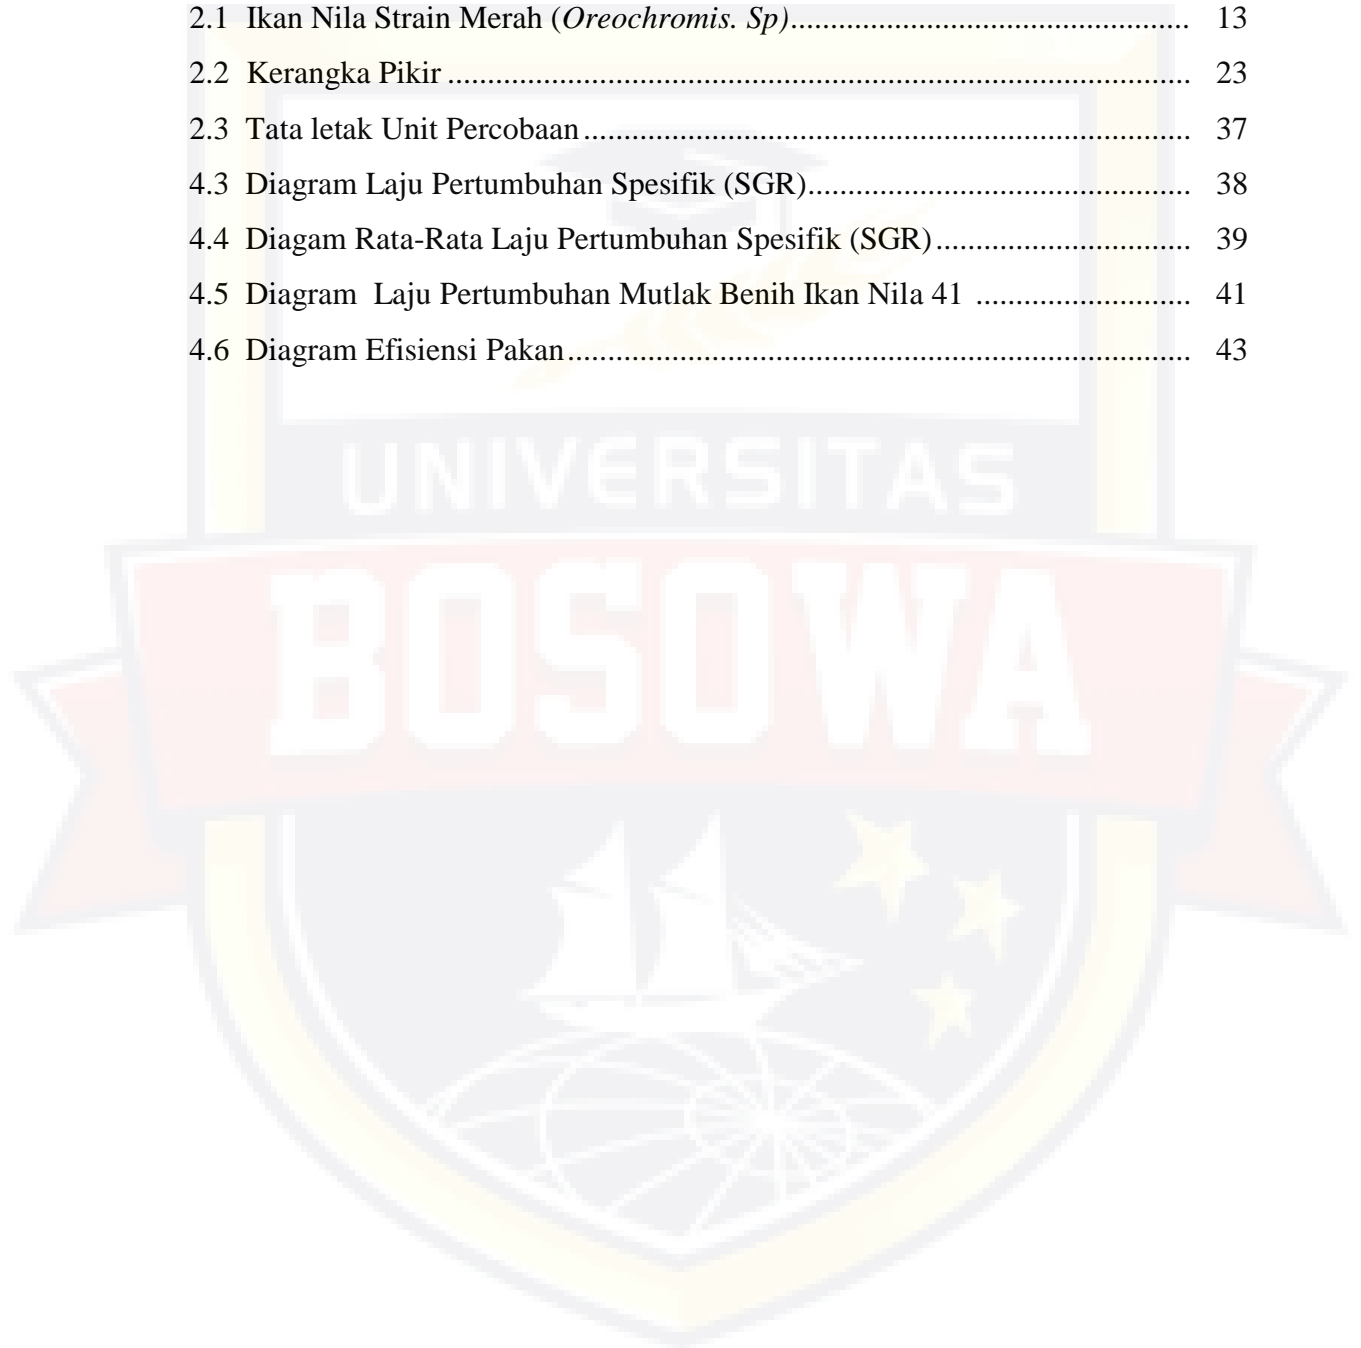 2.1 Ikan Nila Strain Merah (Oreochromis. Sp)................................................... 13
2.2 Kerangka Pikir............................................................................................... 23
2.3 Tata letak Unit Percobaan.............................................................................. 37
4.3 Diagram Laju Pertumbuhan Spesifik (SGR)................................................. 38
4.4 Diagam Rata-Rata Laju Pertumbuhan Spesifik (SGR)................................. 39
4.5 Diagram  Laju Pertumbuhan Mutlak Benih Ikan Nila 41 ............................ 41
4.6 Diagram Efisiensi Pakan................................................................................ 43
UNIVERSITAS
BOSOWA